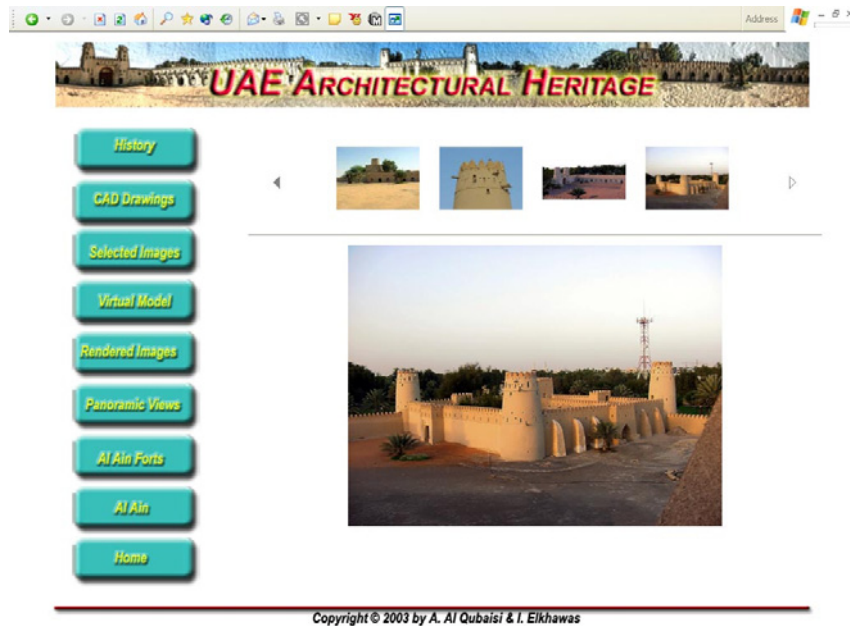 Address
UAE ARCHITECTURAL HERITAGE
History
CAD Drawings
Selected Images
Virtual Model
Rendered Images
Panoramic Views
Al Ain Forts
Al Ain
Home
Copyright © 2003 by A. Al Qubaisi & I. Elkhawas